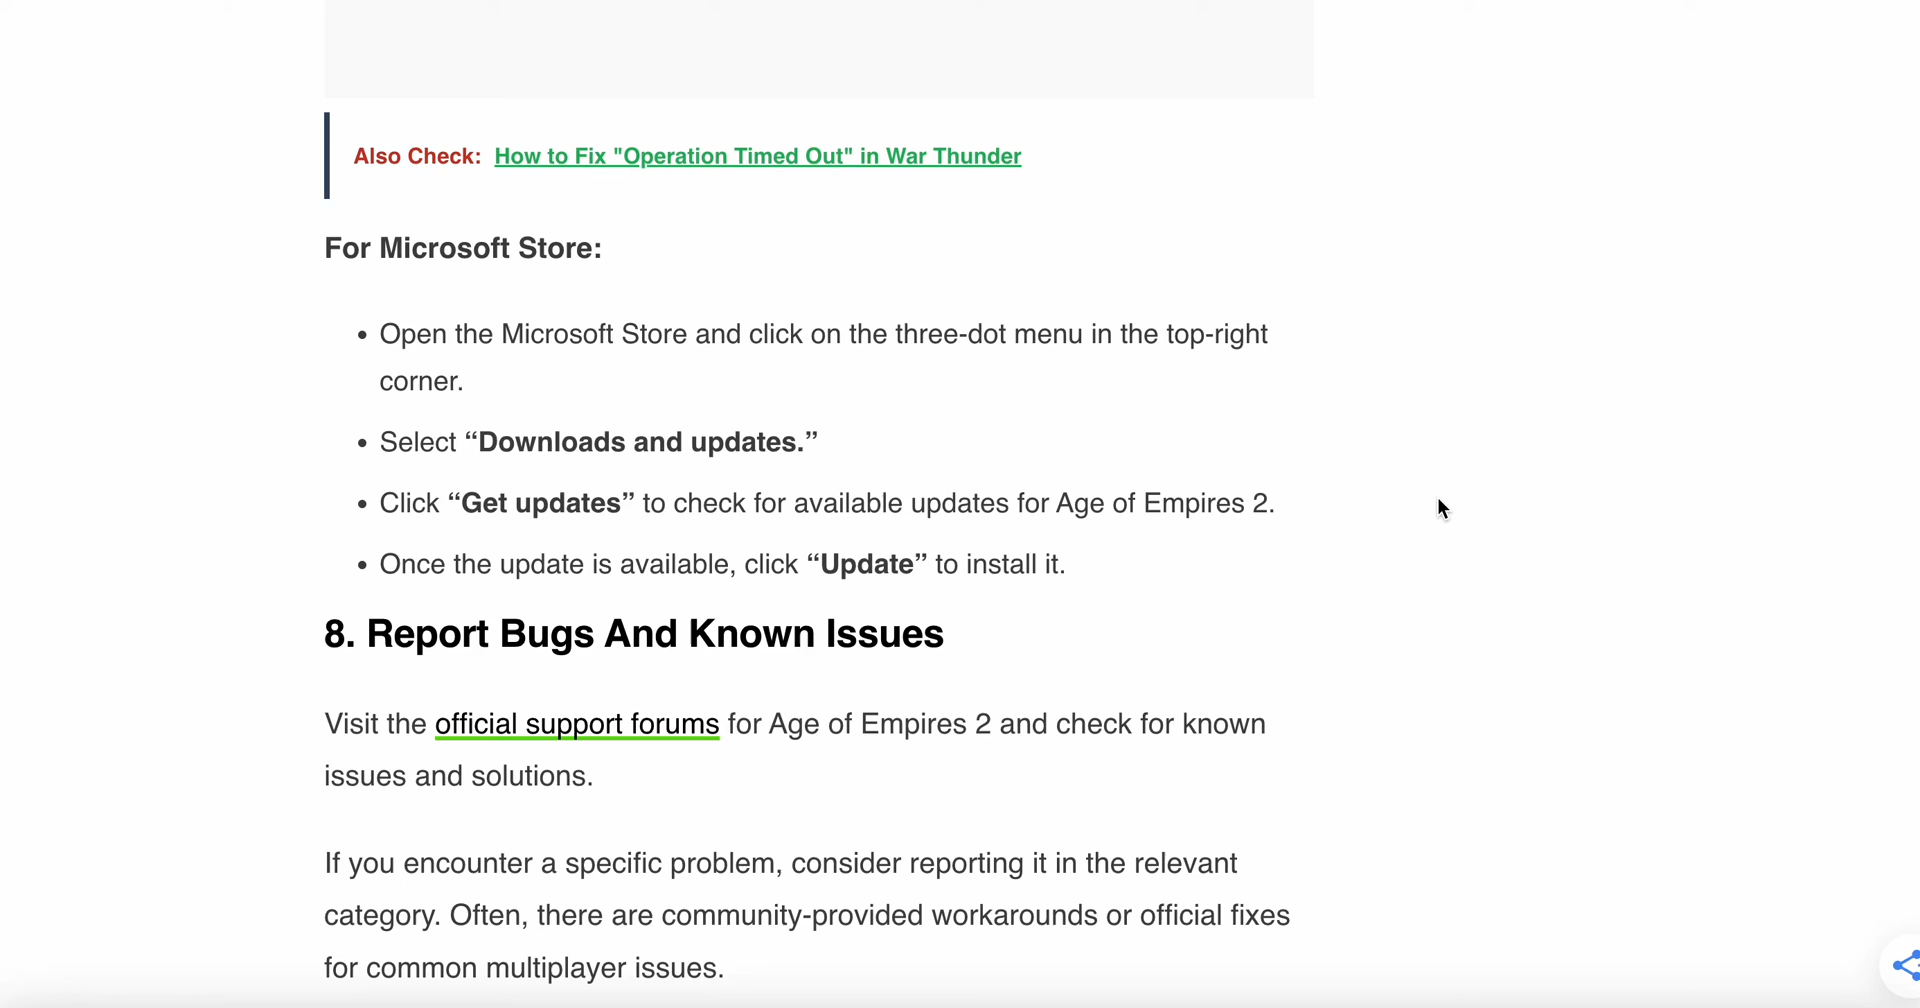 Also Check: How to Fix "Operation Timed Out" in War Thunder
For Microsoft Store:
• Open the Microsoft Store and click on the three-dot menu in the top-right
corner.
• Select “Downloads and updates.”
• Click “Get updates” to check for available updates for Age of Empires 2.
• Once the update is available, click “Update” to install it.
8. Report Bugs And Known Issues
Visit the official support forums for Age of Empires 2 and check for known
issues and solutions.
If you encounter a specific problem, consider reporting it in the relevant
category. Often, there are community-provided workarounds or official fixes
for common multiplayer issues.